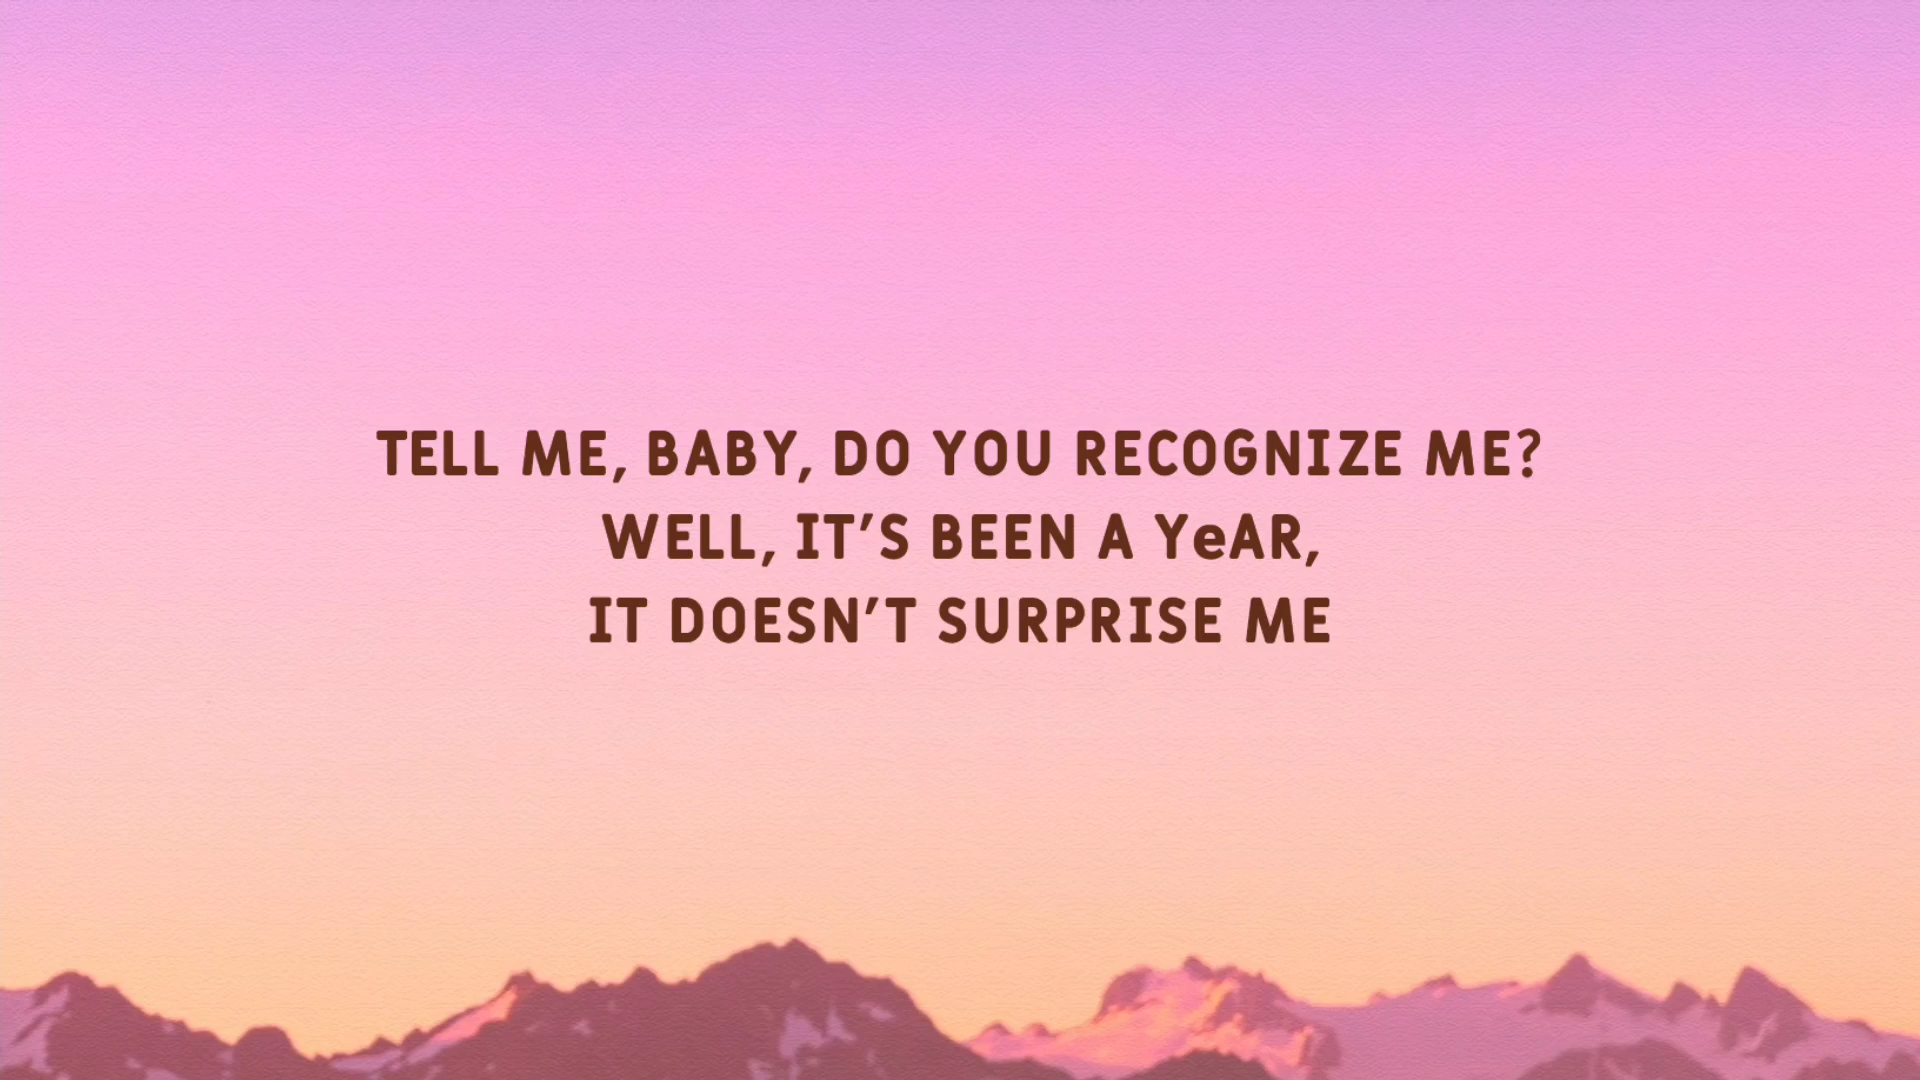 TELL ME, BABY, DO YOU RECOGNIZE ME?
WELL, IT’S BEEN A YeAR,
IT DOESN’T SURPRISE ME